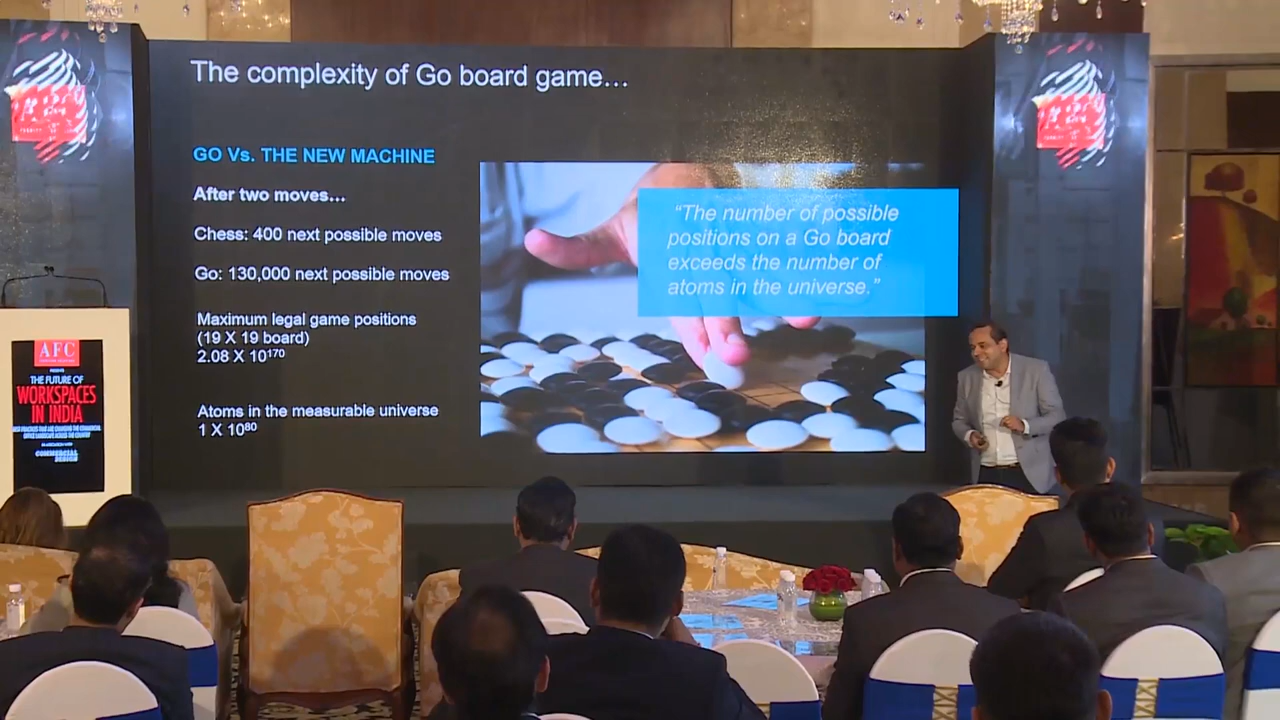 The complexity of Go board game…
GO Vs. THE NEW MACHINE
After two moves…
Chess: 400 next possible moves
Go: 130,000 next possible moves
Maximum legal game positions
(19 X 19 board)
2.08 X 10¹⁷⁰
Atoms in the measurable universe
1 X 10⁸⁰
“The number of possible
positions on a Go board
exceeds the number of
atoms in the universe.”
AFC
PRESENTS
THE FUTURE OF
WORKSPACES
IN INDIA
COMMERCIAL
DESIGN